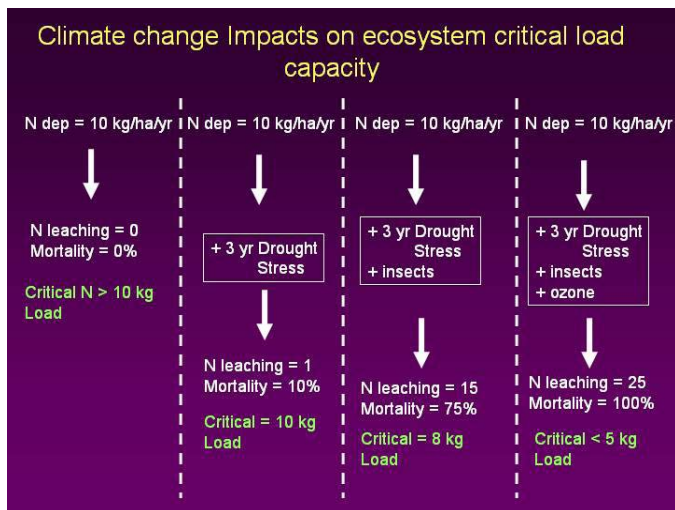 Climate change Impacts on ecosystem critical load
capacity
N dep = 10 kg/ha/yr
N leaching = 0
Mortality = 0%
Critical N > 10 kg
Load
N dep = 10 kg/ha/yr
+ 3 yr Drought
Stress
N leaching = 1
Mortality = 10%
Critical = 10 kg
Load
N dep = 10 kg/ha/yr
+ 3 yr Drought
Stress
+ insects
N leaching = 15
Mortality = 75%
Critical = 8 kg
Load
N dep = 10 kg/ha/yr
+ 3 yr Drought
Stress
+ insects
+ ozone
N leaching = 25
Mortality = 100%
Critical < 5 kg
Load